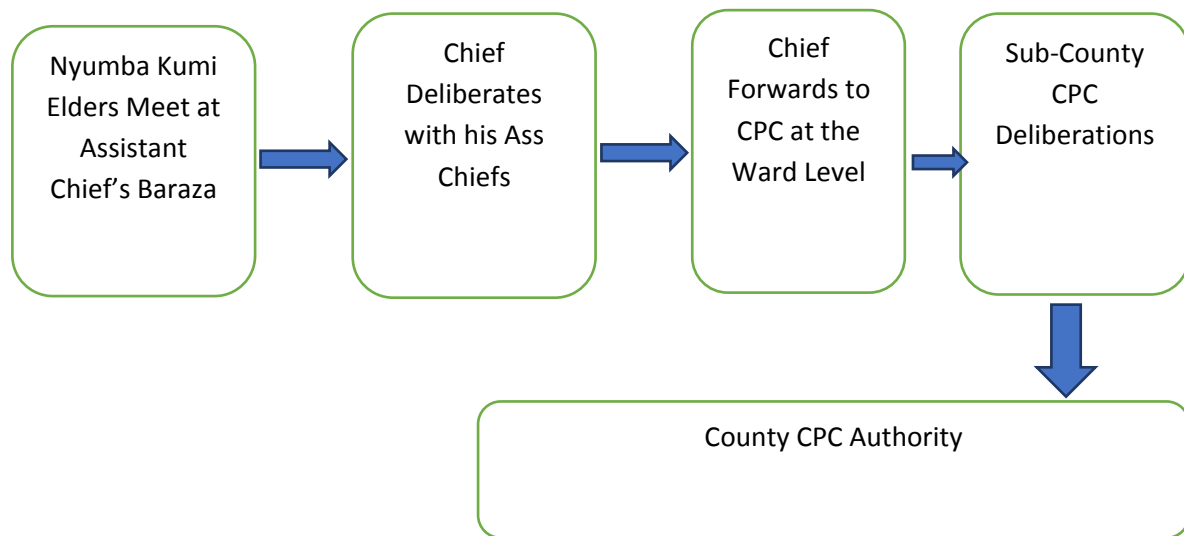 Nyumba Kumi
Elders Meet at
Assistant
Chief’s Baraza
Chief
Deliberates
with his Ass
Chiefs
Chief
Forwards to
CPC at the
Ward Level
Sub-County
CPC
Deliberations
County CPC Authority